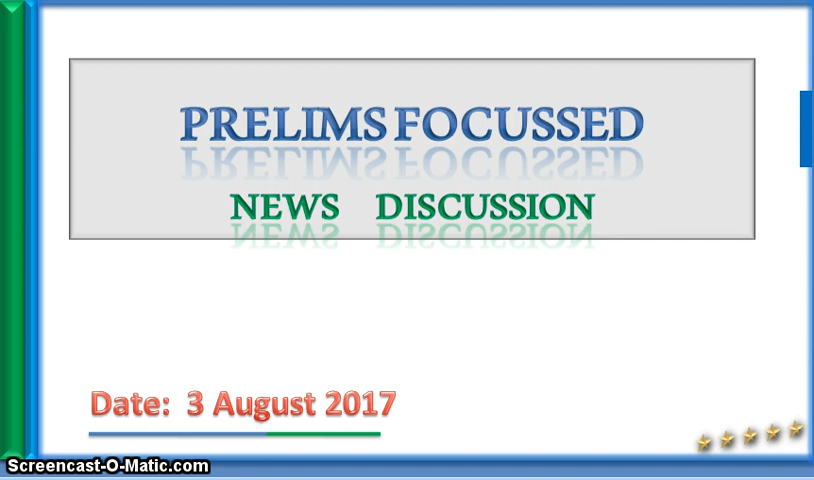 PRELIMS FOCUSSED
NEWS DISCUSSION
Date: 3 August 2017
Screencast-O-Matic.com